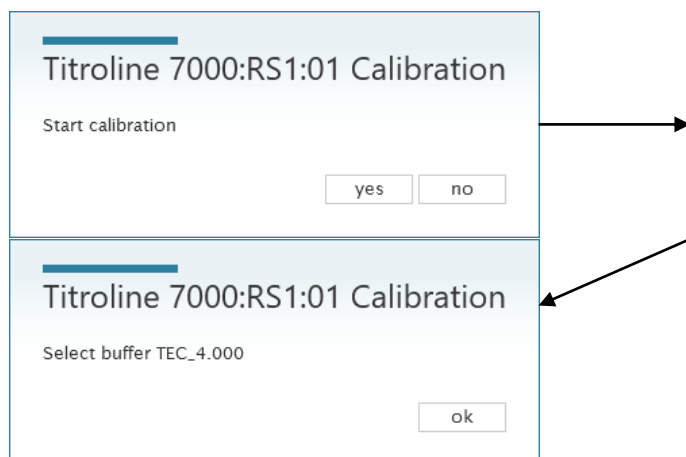 Titroline 7000:RS1:01 Calibration
Start calibration
yes no
Titroline 7000:RS1:01 Calibration
Select buffer TEC_4.000
ok